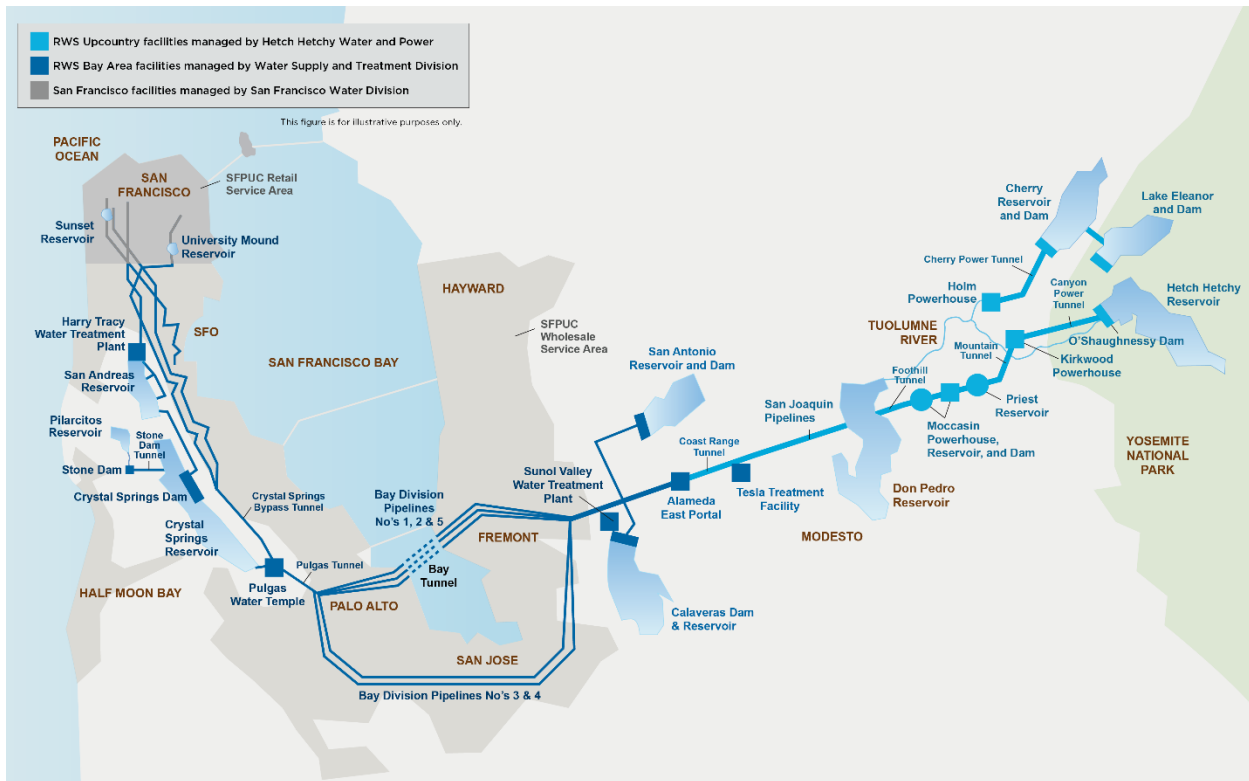 RWS Upcountry facilities managed by Hetch Hetchy Water and Power
RWS Bay Area facilities managed by Water Supply and Treatment Division
San Francisco facilities managed by San Francisco Water Division
This figure is for illustrative purposes only.
PACIFIC
OCEAN
SAN
FRANCISCO
SFPUC Retail
Service Area
Sunset
Reservoir
University Mound
Reservoir
Harry Tracy
Water Treatment
Plant
SFO
San Andreas
Reservoir
Pilarcitos
Reservoir
Stone
Dam
Tunnel
Stone Dam
Crystal Springs Dam
Crystal
Springs
Reservoir
Crystal Springs
Bypass Tunnel
HALF MOON BAY
Pulgas
Water Temple
Pulgas Tunnel
PALO ALTO
SAN FRANCISCO BAY
HAYWARD
SFPUC
Wholesale
Service Area
Bay Division
Pipelines
No's 1, 2 & 5
Bay
Tunnel
FREMONT
SAN JOSE
Bay Division Pipelines No's 3 & 4
San Antonio
Reservoir and Dam
Sunol Valley
Water Treatment
Plant
Calaveras Dam
& Reservoir
Alameda
East Portal
Coast Range
Tunnel
Tesla Treatment
Facility
San Joaquin
Pipelines
MODESTO
Don Pedro
Reservoir
Foothill
Tunnel
TUOLUMNE
RIVER
Moccasin
Powerhouse,
Reservoir, and Dam
Priest
Reservoir
Mountain
Tunnel
Kirkwood
Powerhouse
Holm
Powerhouse
Cherry Power Tunnel
Cherry
Reservoir
and Dam
Lake Eleanor
and Dam
Canyon
Power
Tunnel
Hetch Hetchy
Reservoir
O'Shaughnessy Dam
YOSEMITE
NATIONAL
PARK